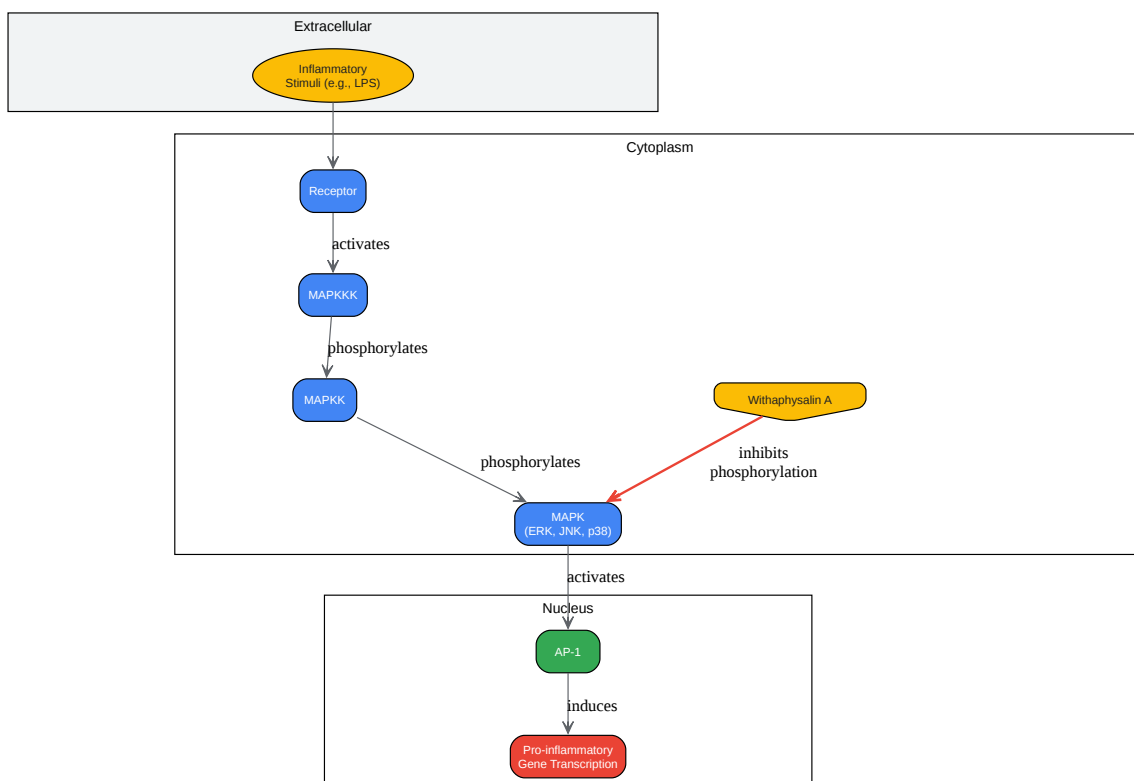 Extracellular
Inflammatory
Stimuli (e.g., LPS)
Cytoplasm
Receptor
activates
MAPKKK
phosphorylates
MAPKK
Withaphysalin A
phosphorylates
inhibits
phosphorylation
MAPK
(ERK, JNK, p38)
activates
Nucleus
AP-1
induces
Pro-inflammatory
Gene Transcription